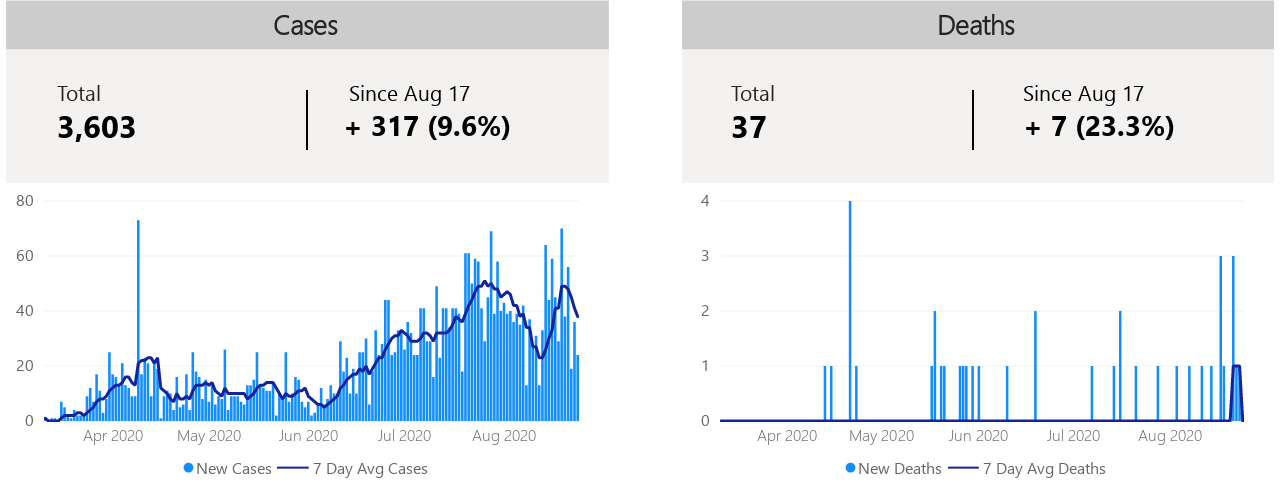 Cases
Total
3,603
Since Aug 17
+ 317 (9.6%)
80
60
40
20
0
Apr 2020 May 2020 Jun 2020 Jul 2020 Aug 2020
New Cases 7 Day Avg Cases
Deaths
Total
37
Since Aug 17
+ 7 (23.3%)
4
3
2
1
0
Apr 2020 May 2020 Jun 2020 Jul 2020 Aug 2020
New Deaths 7 Day Avg Deaths